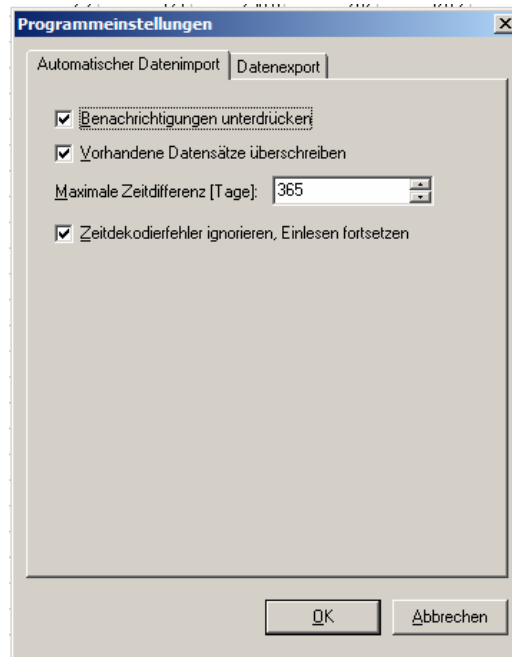 Programmeinstellungen
Automatischer Datenimport
Datenexport
Benachrichtigungen unterdrücken
Vorhandene Datensätze überschreiben
Maximale Zeitdifferenz [Tage]: 365
Zeitdekodierfehler ignorieren, Einlesen fortsetzen
OK
Abbrechen